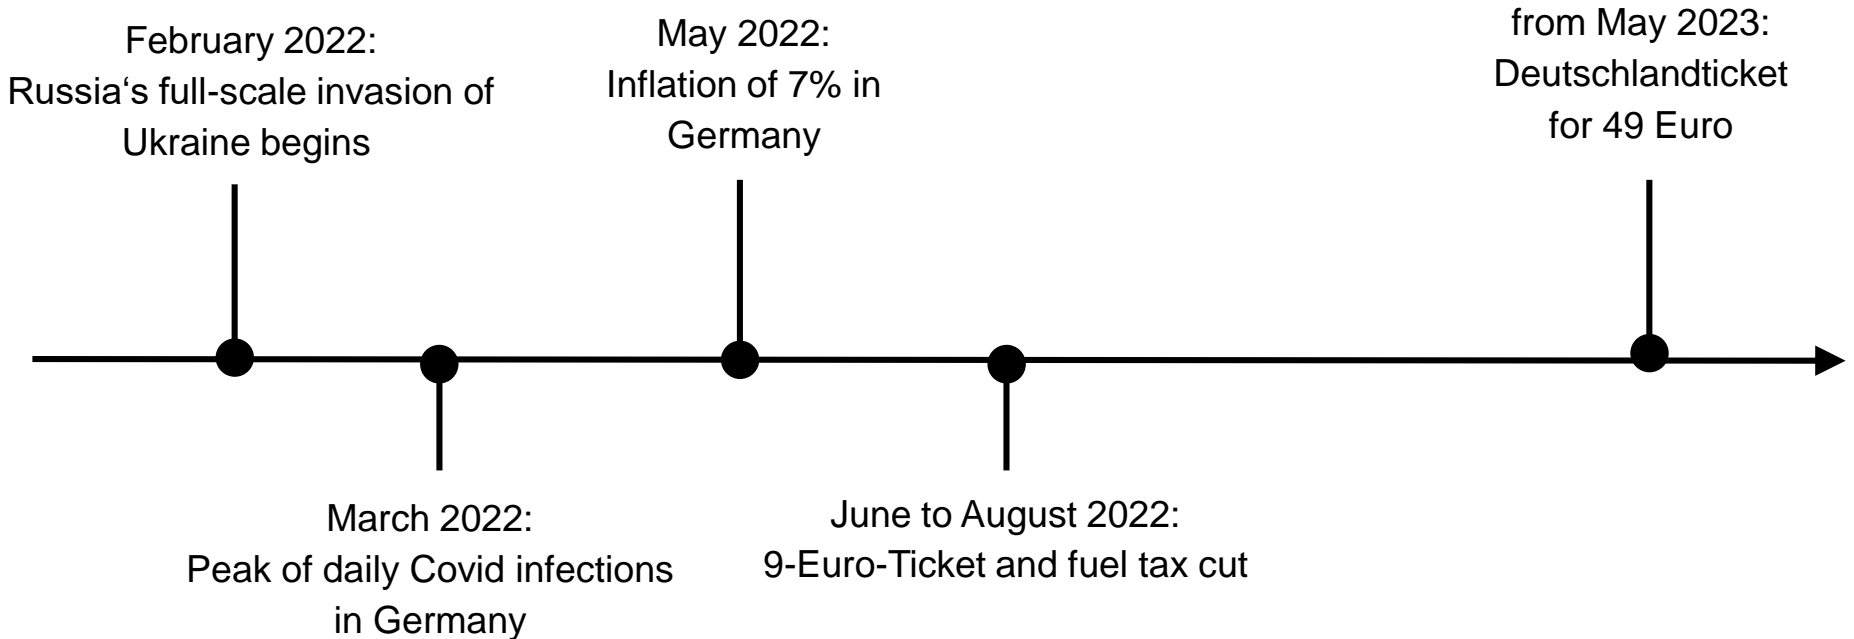 February 2022:
Russia‘s full-scale invasion of
Ukraine begins
March 2022:
Peak of daily Covid infections
in Germany
May 2022:
Inflation of 7% in
Germany
June to August 2022:
9-Euro-Ticket and fuel tax cut
from May 2023:
Deutschlandticket
for 49 Euro